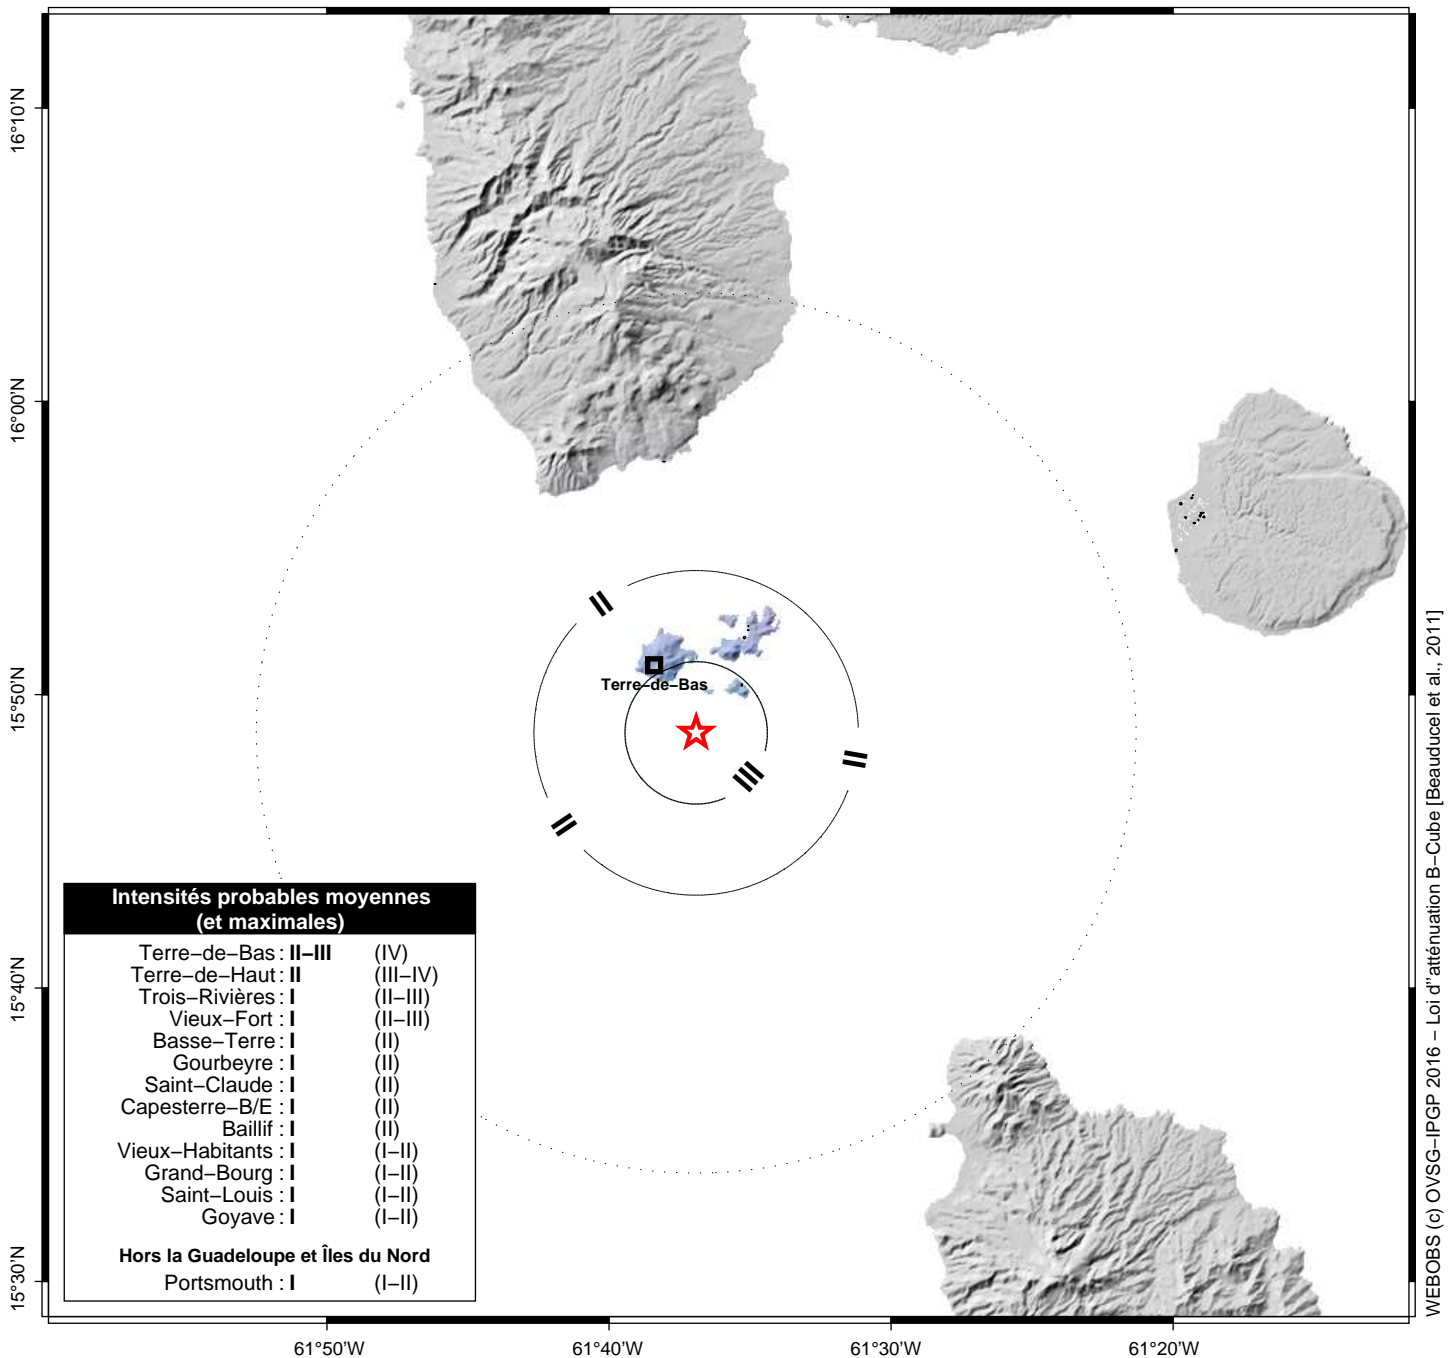 16°10'N
16°00'N
15°50'N
15°40'N
15°30'N
61°50'W
61°40'W
61°30'W
61°20'W
II
II
II
III
Terre−de−Bas
Intensités probables moyennes
(et maximales)
Terre−de−Bas : II−III (IV)
Terre−de−Haut : II (III−IV)
Trois−Rivières : I (II−III)
Vieux−Fort : I (II−III)
Basse−Terre : I (II)
Gourbeyre : I (II)
Saint−Claude : I (II)
Capesterre−B/E : I (II)
Baillif : I (II)
Vieux−Habitants : I (I−II)
Grand−Bourg : I (I−II)
Saint−Louis : I (I−II)
Goyave : I (I−II)
Hors la Guadeloupe et Îles du Nord
Portsmouth : I (I−II)
WEBOBS (c) OVSG−IPGP 2016 − Loi d''atténuation B−Cube [Beauducel et al., 2011]